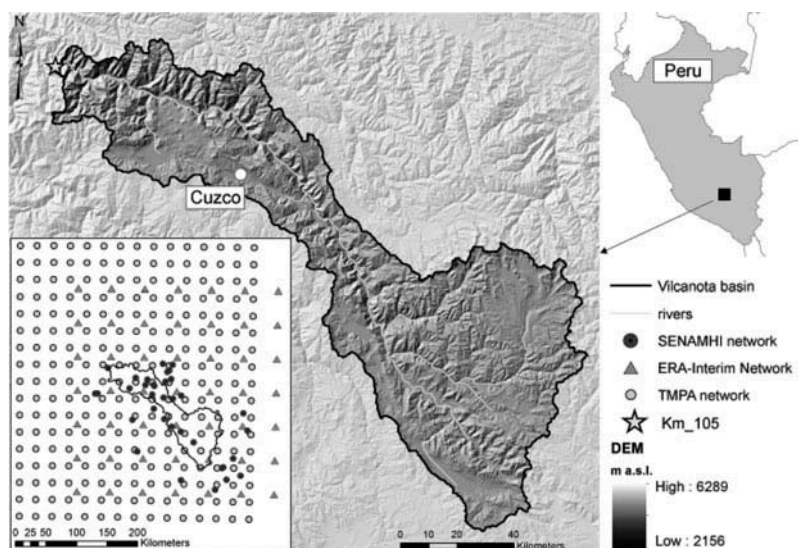 N
Peru
Cuzco
Vilcanota basin
rivers
SENAMHI network
ERA-Interim Network
TMPA network
Km_105
DEM
m a.s.l.
High : 6289
Low : 2156
0 25 50 100 150 200
Kilometers
0 10 20 40
Kilometers